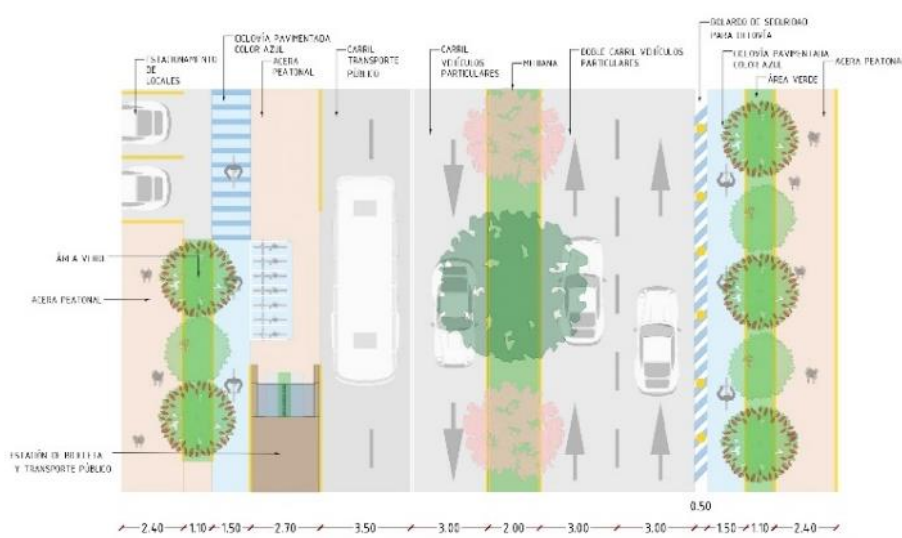 ESTACIONAMIENTO
DE
LOCALES
CICLOVÍA PAVIMENTADA
COLOR AZUL
ACERA
PEATONAL
CARRIL
TRANSPORTE
PÚBLICO
CARRIL
VEHÍCULOS
PARTICULARES
MEDIANA
DOBLE CARRIL VEHÍCULOS
PARTICULARES
BOLARDO DE SEGURIDAD
PARA CICLOVÍA
CICLOVÍA PAVIMENTADA
COLOR AZUL
ÁREA VERDE
ACERA PEATONAL
ÁREA VERDE
ACERA PEATONAL
ESTACIÓN DE BICICLETA
Y TRANSPORTE PÚBLICO
0.50
2.40 1.10 1.50 2.70 3.50 3.00 2.00 3.00 3.00 1.50 1.10 2.40